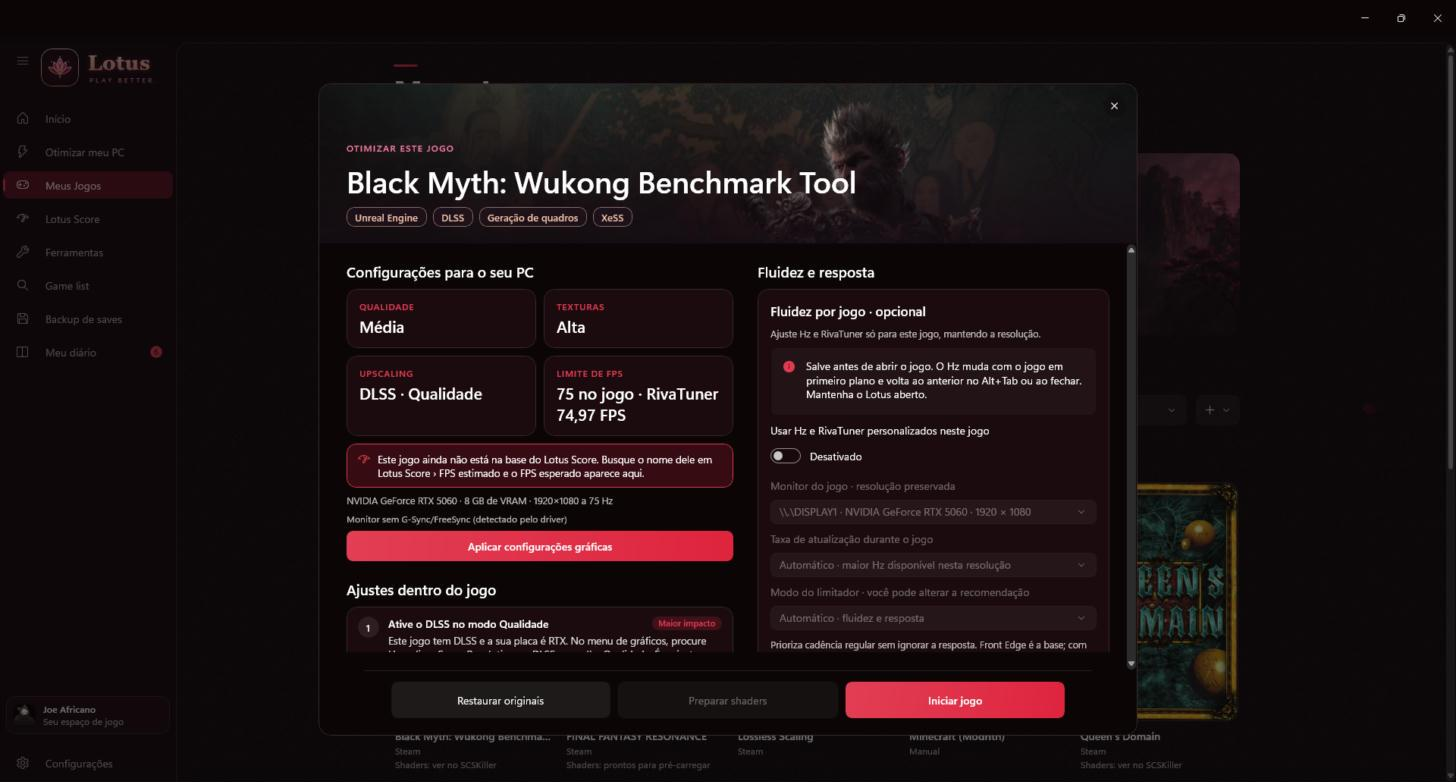 Lotus
PLAY BETTER
Início
Otimizar meu PC
Meus Jogos
Lotus Score
Ferramentas
Game list
Backup de saves
Meu diário
6
Joe Africano
Seu espaço de jogo
Configurações
OTIMIZAR ESTE JOGO
Black Myth: Wukong Benchmark Tool
Unreal Engine
DLSS
Geração de quadros
XeSS
Configurações para o seu PC
QUALIDADE
Média
TEXTURAS
Alta
UPSCALING
DLSS · Qualidade
LIMITE DE FPS
75 no jogo · RivaTuner
74,97 FPS
Este jogo ainda não está na base do Lotus Score. Busque o nome dele em
Lotus Score › FPS estimado e o FPS esperado aparece aqui.
NVIDIA GeForce RTX 5060 · 8 GB de VRAM · 1920×1080 a 75 Hz
Monitor sem G-Sync/FreeSync (detectado pelo driver)
Aplicar configurações gráficas
Ajustes dentro do jogo
1
Ative o DLSS no modo Qualidade
Maior impacto
Este jogo tem DLSS e a sua placa é RTX. No menu de gráficos, procure
Fluidez e resposta
Fluidez por jogo · opcional
Ajuste Hz e RivaTuner só para este jogo, mantendo a resolução.
Salve antes de abrir o jogo. O Hz muda com o jogo em
primeiro plano e volta ao anterior no Alt+Tab ou ao fechar.
Mantenha o Lotus aberto.
Usar Hz e RivaTuner personalizados neste jogo
Desativado
Monitor do jogo · resolução preservada
\\.\DISPLAY1 · NVIDIA GeForce RTX 5060 · 1920 × 1080
Taxa de atualização durante o jogo
Automático · maior Hz disponível nesta resolução
Modo do limitador · você pode alterar a recomendação
Automático · fluidez e resposta
Prioriza cadência regular sem ignorar a resposta. Front Edge é a base; com
Restaurar originais
Preparar shaders
Iniciar jogo
Black Myth: Wukong Benchma...
Steam
Shaders: ver no SCSKiller
FINAL FANTASY RESONANCE
Steam
Shaders: prontos para pré-carregar
Lossless Scaling
Steam
Minecraft (Modrith)
Manual
Queen's Domain
Steam
Shaders: ver no SCSKiller